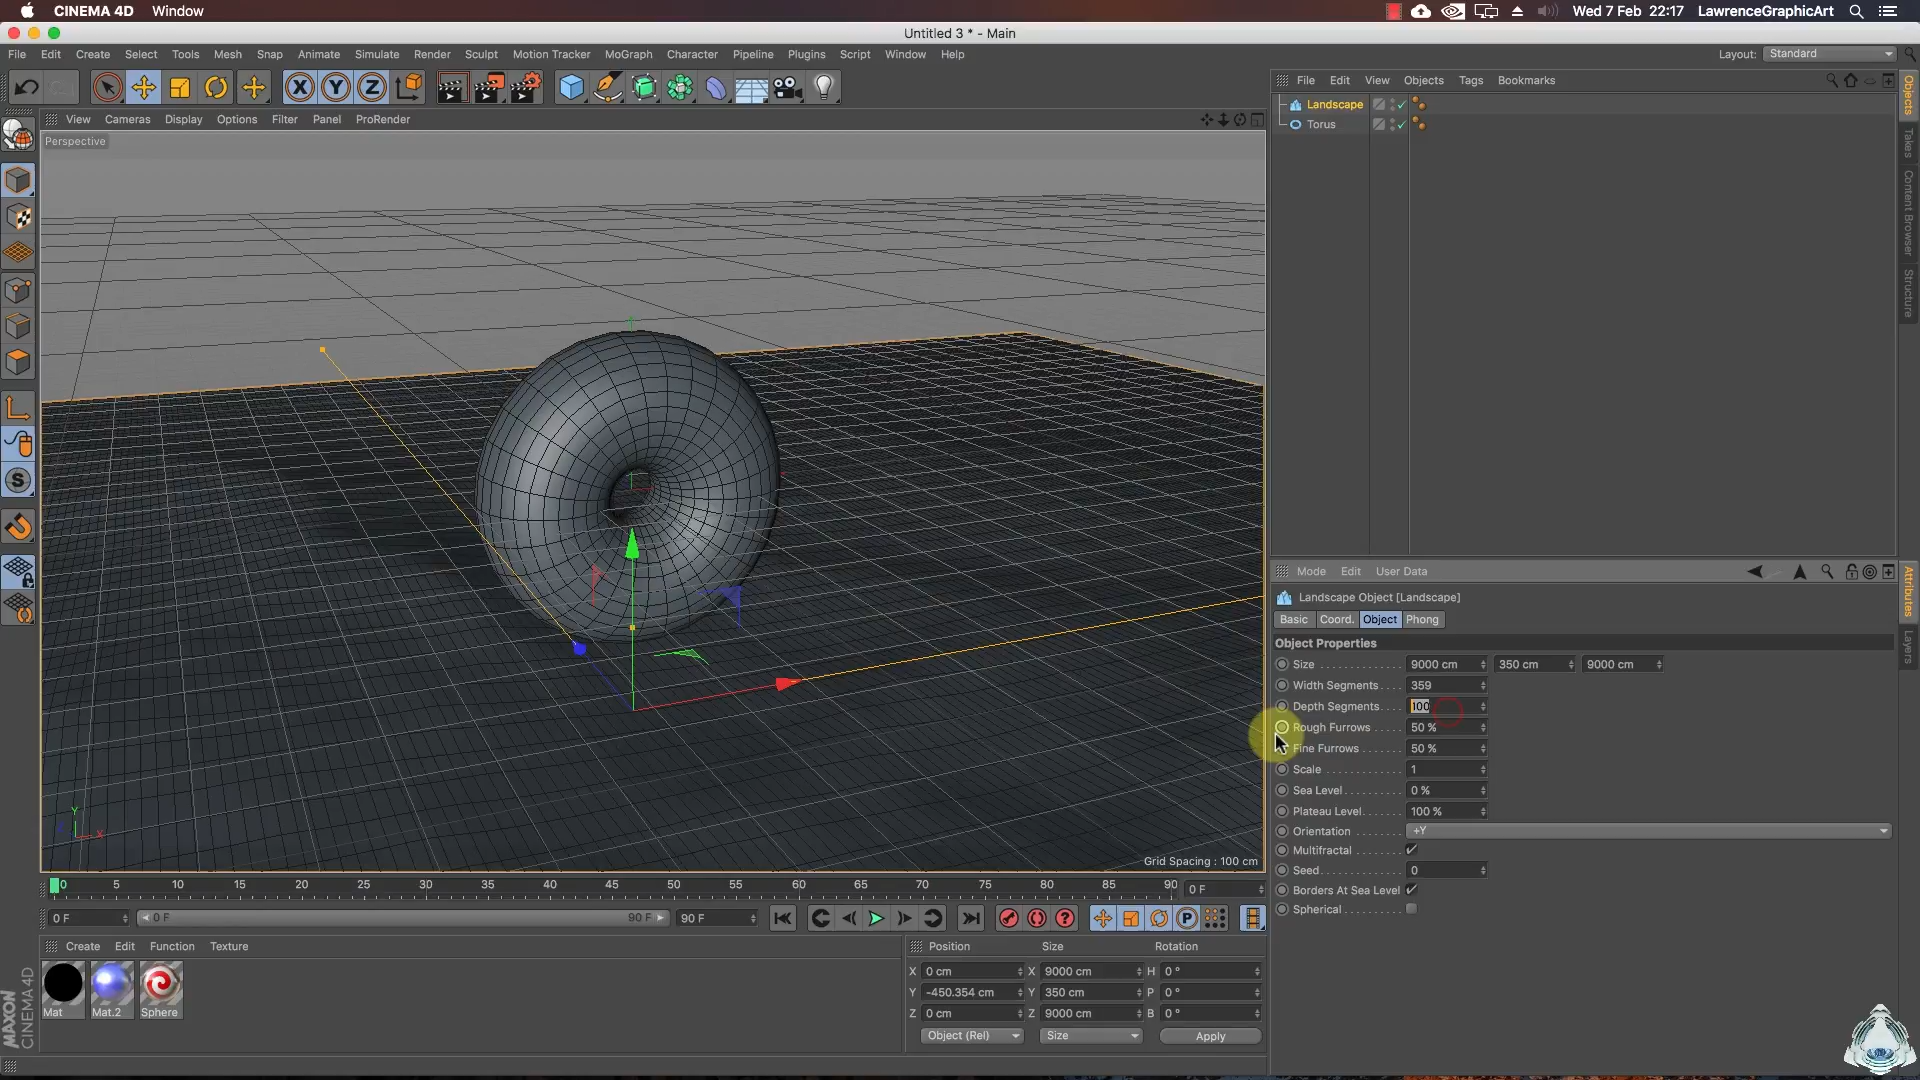 CINEMA 4D Window
Wed 7 Feb 22:17 LawrenceGraphicArt
Untitled 3 * - Main
File Edit Create Select Tools Mesh Snap Animate Simulate Render Sculpt Motion Tracker MoGraph Character Pipeline Plugins Script Window Help
Layout: Standard
X Y Z
File Edit View Objects Tags Bookmarks
View Cameras Display Options Filter Panel ProRender
Perspective
Landscape
Torus
Objects
Takes
Content Browser
Structure
Mode Edit User Data
Landscape Object [Landscape]
Basic Coord. Object Phong
Object Properties
Size 9000 cm 350 cm 9000 cm
Width Segments 359
Depth Segments 100
Rough Furrows 50 %
Fine Furrows 50 %
Scale 1
Sea Level 0 %
Plateau Level 100 %
Orientation +Y
Multifractal
Seed 0
Borders At Sea Level
Spherical
Attributes
Layers
Y
X
Grid Spacing : 100 cm
0 5 10 15 20 25 30 35 40 45 50 55 60 65 70 75 80 85 90 0 F
0 F 0 F 90 F 90 F
Create Edit Function Texture
Mat Mat.2 Sphere
Position Size Rotation
X 0 cm X 9000 cm H 0 °
Y -450.354 cm Y 350 cm P 0 °
Z 0 cm Z 9000 cm B 0 °
Object (Rel) Size Apply
MAXON
CINEMA 4D